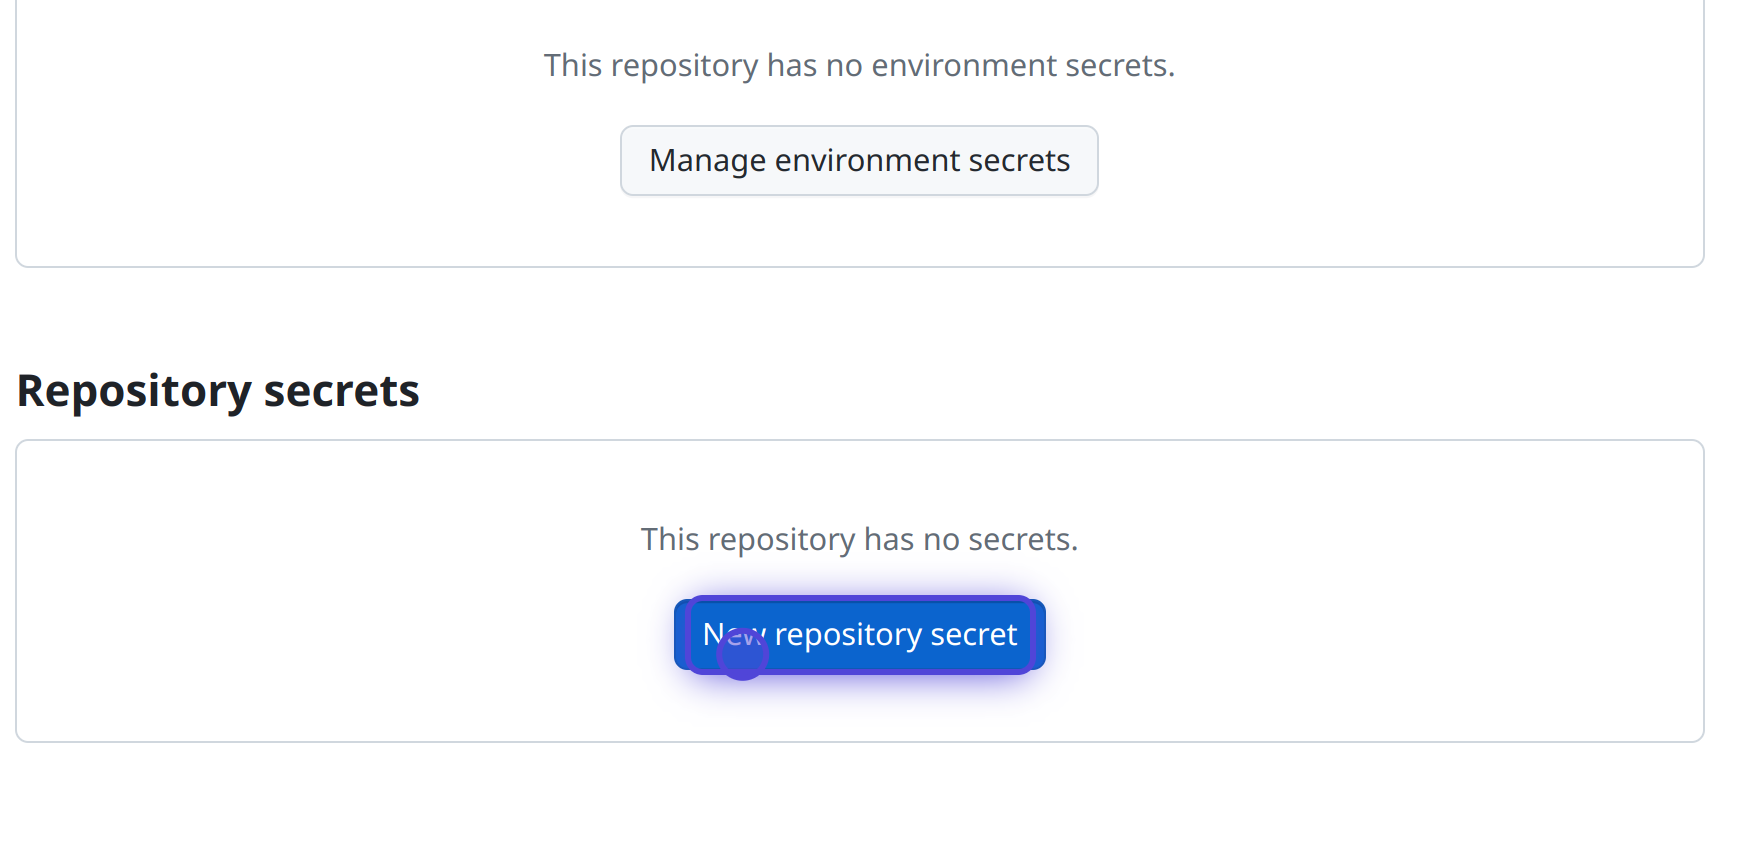 This repository has no environment secrets.
Manage environment secrets
Repository secrets
This repository has no secrets.
New repository secret